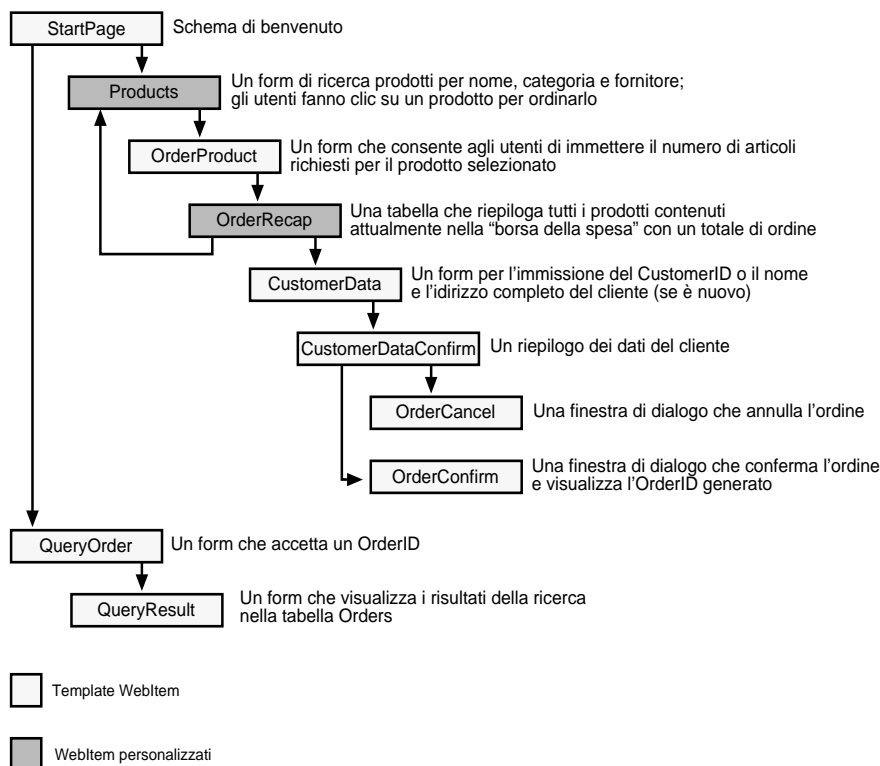 StartPage
Schema di benvenuto
Products
Un form di ricerca prodotti per nome, categoria e fornitore;
gli utenti fanno clic su un prodotto per ordinarlo
OrderProduct
Un form che consente agli utenti di immettere il numero di articoli
richiesti per il prodotto selezionato
OrderRecap
Una tabella che riepiloga tutti i prodotti contenuti
attualmente nella “borsa della spesa” con un totale di ordine
CustomerData
Un form per l’immissione del CustomerID o il nome
e l’idirizzo completo del cliente (se è nuovo)
CustomerDataConfirm
Un riepilogo dei dati del cliente
OrderCancel
Una finestra di dialogo che annulla l’ordine
OrderConfirm
Una finestra di dialogo che conferma l’ordine
e visualizza l’OrderID generato
QueryOrder
Un form che accetta un OrderID
QueryResult
Un form che visualizza i risultati della ricerca
nella tabella Orders
Template WebItem
WebItem personalizzati